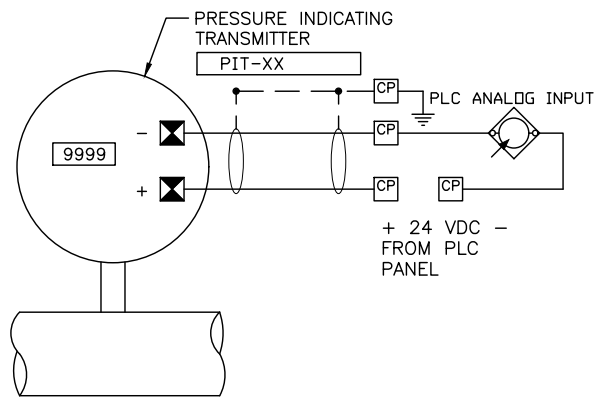 PRESSURE INDICATING
TRANSMITTER
PIT-XX
CP
PLC ANALOG INPUT
-
CP
9999
+
CP
CP
+ 24 VDC -
FROM PLC
PANEL